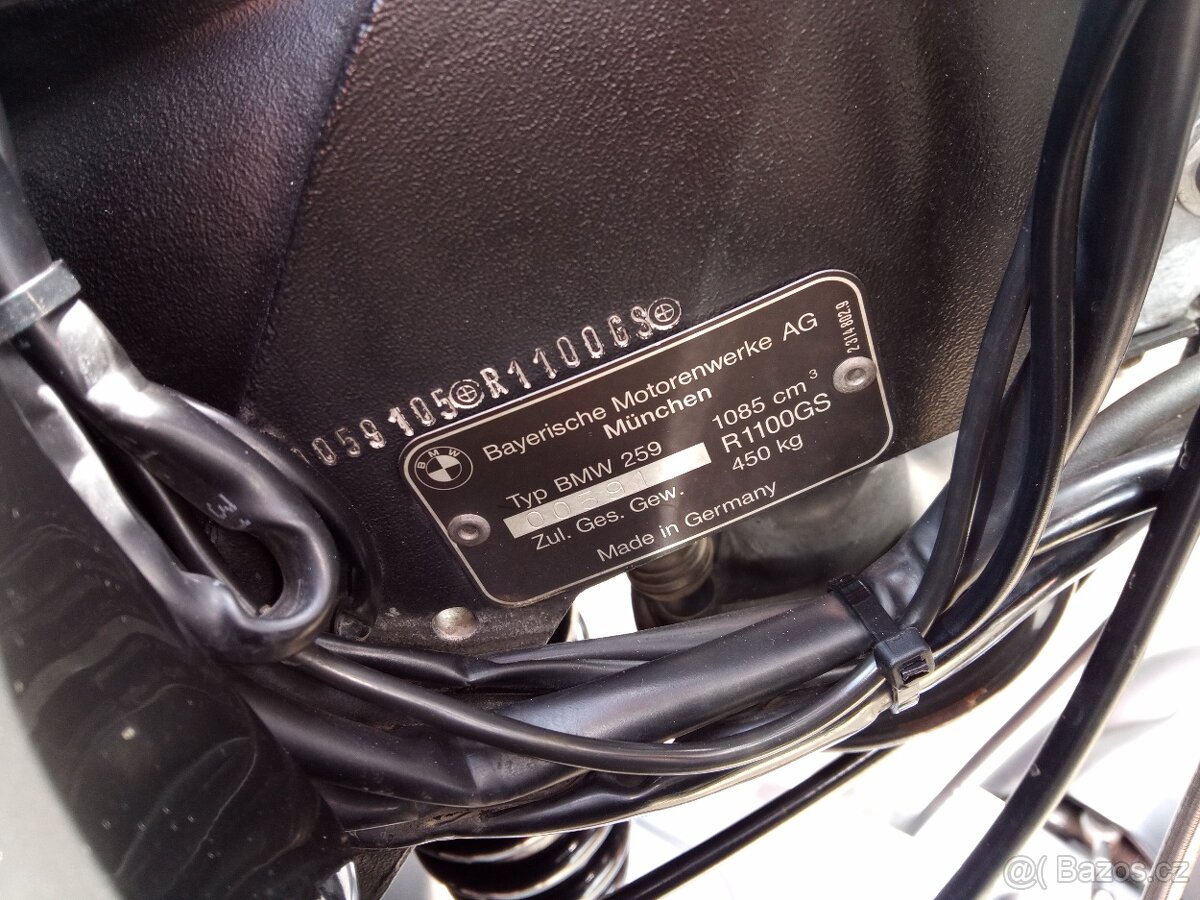 0059105 R1100GS
BMW
Bayerische Motorenwerke AG
München
Typ BMW 259 1085 cm³
R1100GS
Zul. Ges. Gew. 450 kg
Made in Germany
2 314 802.9
@( Bazos.cz